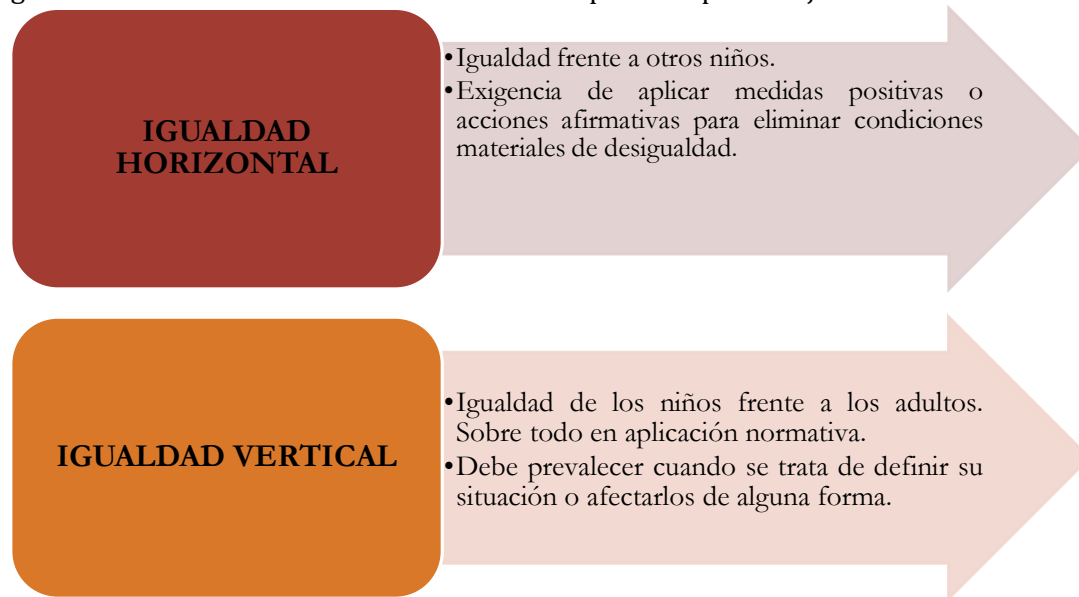 IGUALDAD
HORIZONTAL
•Igualdad frente a otros niños.
•Exigencia de aplicar medidas positivas o
acciones afirmativas para eliminar condiciones
materiales de desigualdad.
IGUALDAD VERTICAL
•Igualdad de los niños frente a los adultos.
Sobre todo en aplicación normativa.
•Debe prevalecer cuando se trata de definir su
situación o afectarlos de alguna forma.